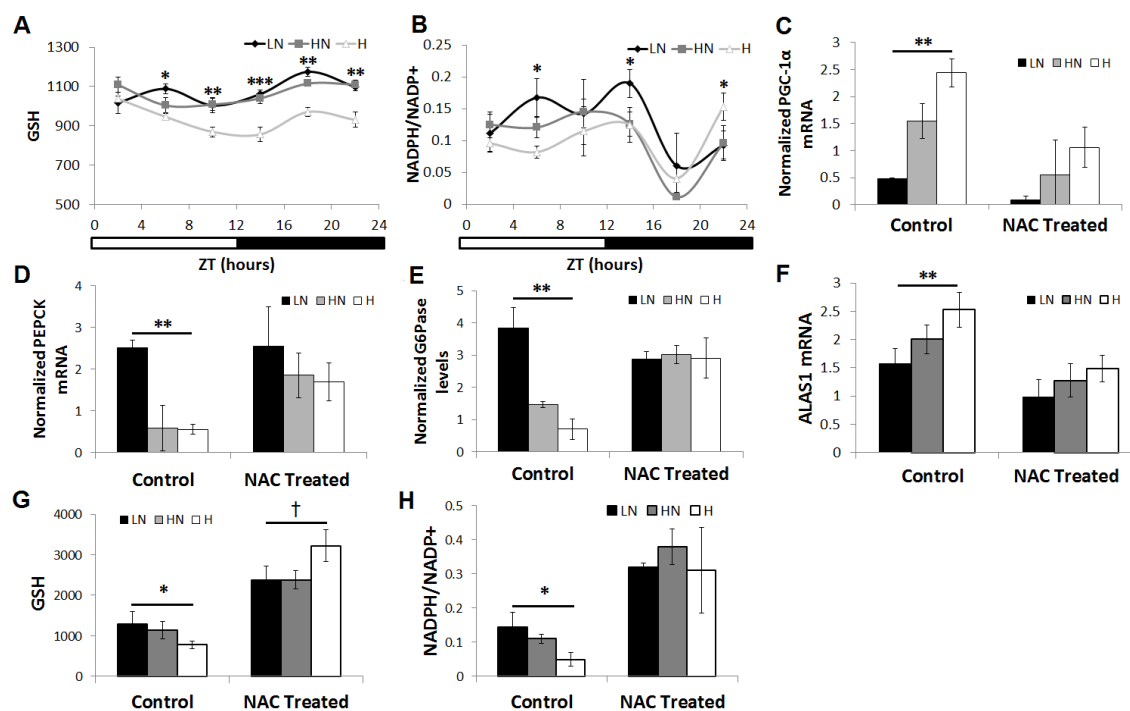 A
LN HN H
1300
1100
900
700
500
GSH
* ** *** ** **
0 4 8 12 16 20 24
ZT (hours)
B
LN HN H
0.25
0.2
0.15
0.1
0.05
0
NADPH/NADP+
* * *
0 4 8 12 16 20 24
C
Normalized PGC-1α
mRNA
3
2.5
2
1.5
1
0.5
0
**
LN HN H
Control NAC Treated
D
Normalized PEPCK
mRNA
4
3
2
1
0
LN HN H
**
Control NAC Treated
E
Normalized G6Pase
levels
5
4
3
2
1
0
**
LN HN H
Control NAC Treated
F
ALAS1 mRNA
3
2.5
2
1.5
1
0.5
0
**
LN HN H
Control NAC Treated
G
GSH
4000
3000
2000
1000
0
LN HN H
* †
Control NAC Treated
H
NADPH/NADP+
0.5
0.4
0.3
0.2
0.1
0
LN HN H
*
Control NAC Treated